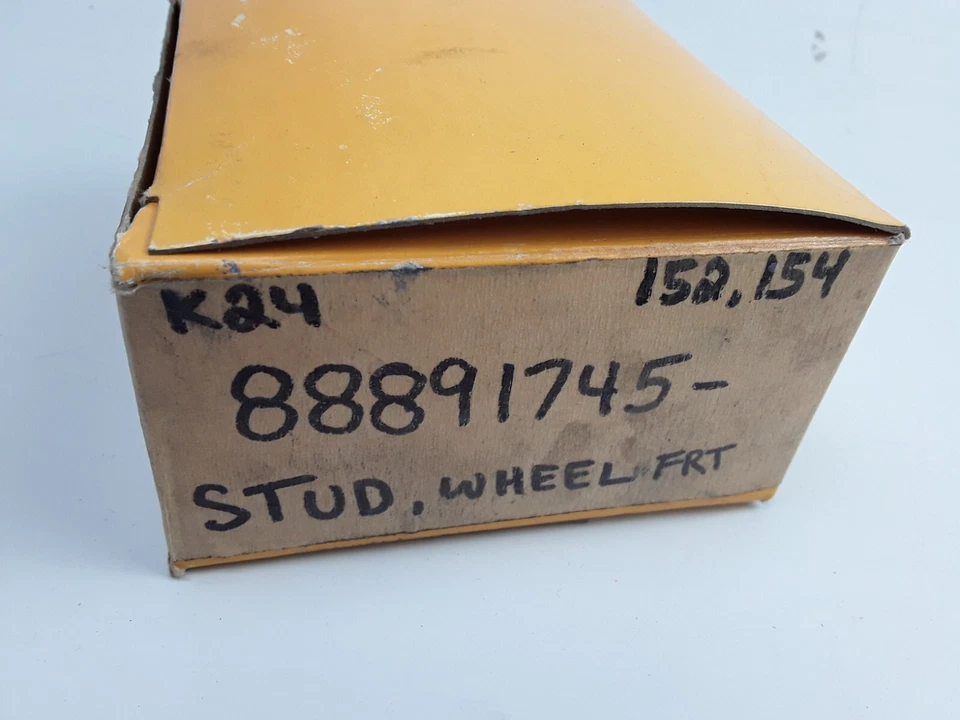 K24 152,154
88891745-
STUD, WHEEL FRT